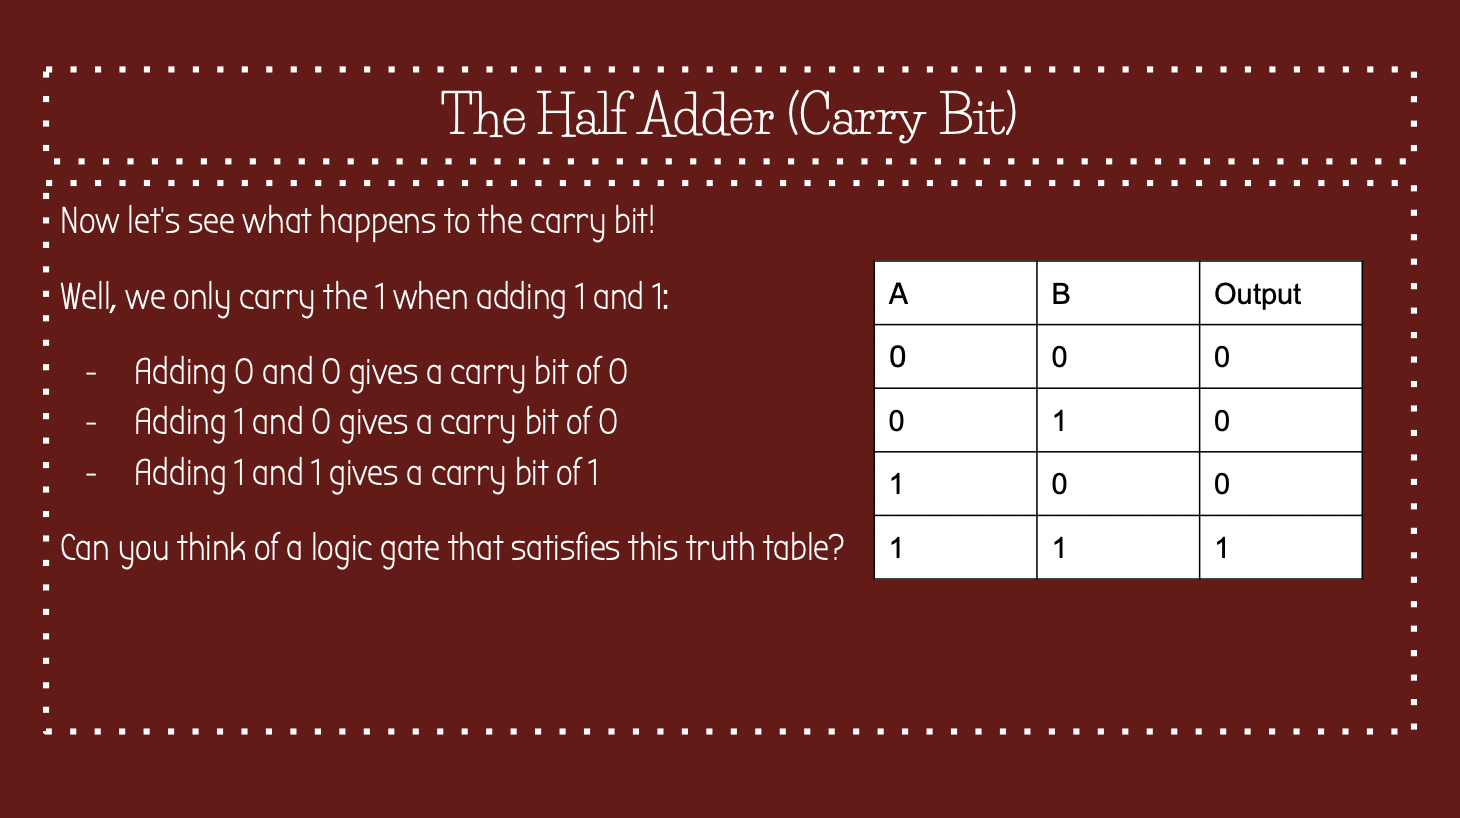 The Half Adder (Carry Bit)
Now let's see what happens to the carry bit!
Well, we only carry the 1 when adding 1 and 1:
- Adding 0 and 0 gives a carry bit of 0
- Adding 1 and 0 gives a carry bit of 0
- Adding 1 and 1 gives a carry bit of 1
Can you think of a logic gate that satisfies this truth table?
A B Output
0 0 0
0 1 0
1 0 0
1 1 1